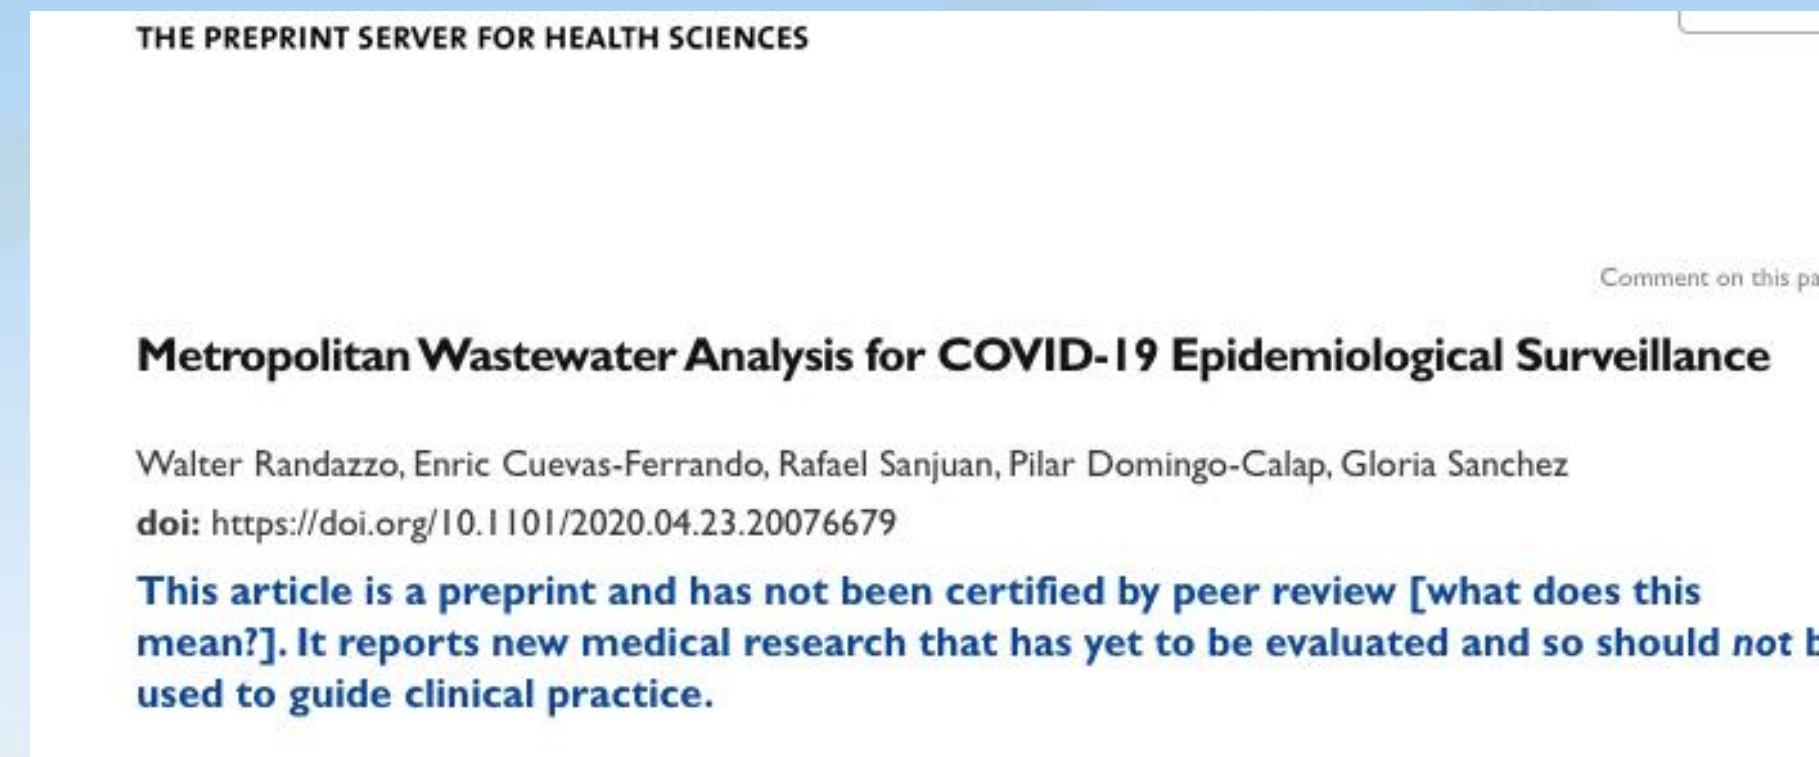 THE PREPRINT SERVER FOR HEALTH SCIENCES
Comment on this
Metropolitan Wastewater Analysis for COVID-19 Epidemiological Surveillance
Walter Randazzo, Enric Cuevas-Ferrando, Rafael Sanjuan, Pilar Domingo-Calap, Gloria Sanchez
doi: https://doi.org/10.1101/2020.04.23.20076679
This article is a preprint and has not been certified by peer review [what does this
mean?]. It reports new medical research that has yet to be evaluated and so should not
used to guide clinical practice.